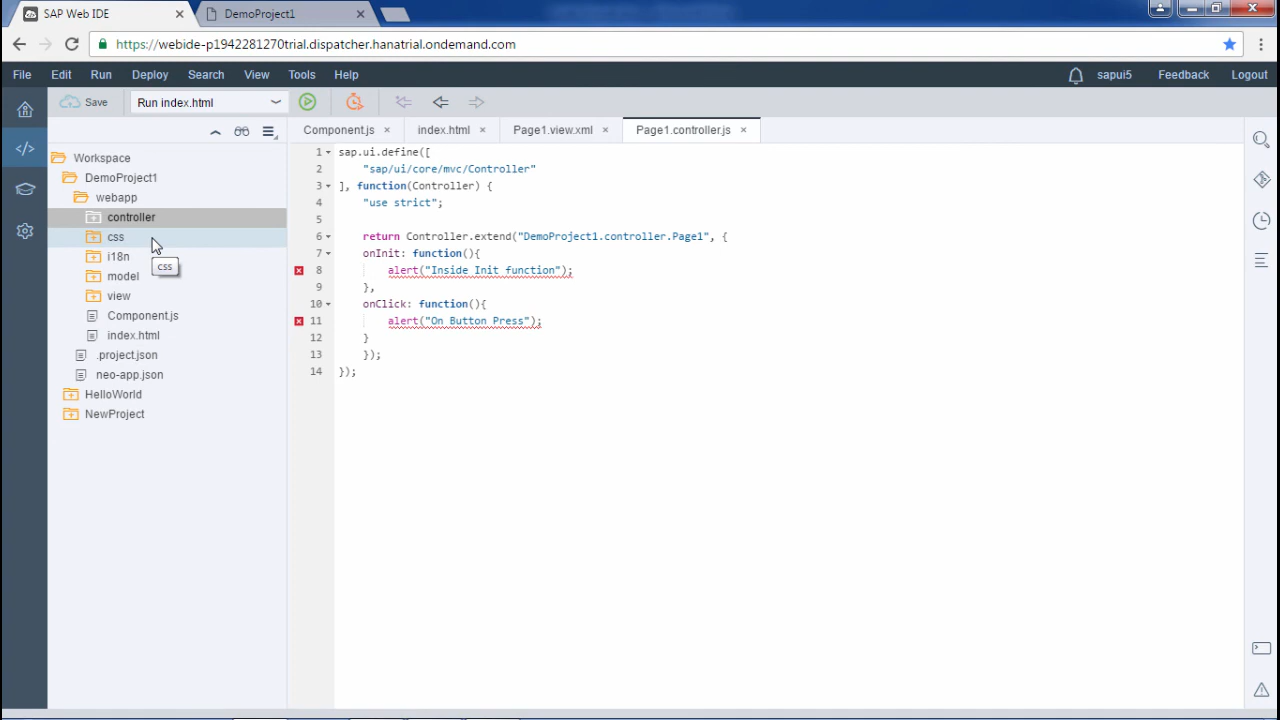 SAP Web IDE
DemoProject1
https://webide-p1942281270trial.dispatcher.hanatrial.ondemand.com
File Edit Run Deploy Search View Tools Help
sapui5 Feedback Logout
Save
Run index.html
Component.js
index.html
Page1.view.xml
Page1.controller.js
Workspace
DemoProject1
webapp
controller
css
i18n
model
view
Component.js
index.html
.project.json
neo-app.json
HelloWorld
NewProject
css
1 sap.ui.define([
2 "sap/ui/core/mvc/Controller"
3 ], function(Controller) {
4 "use strict";
5
6 return Controller.extend("DemoProject1.controller.Page1", {
7 onInit: function(){
8 alert("Inside Init function");
9 },
10 onClick: function(){
11 alert("On Button Press");
12 }
13 });
14 });